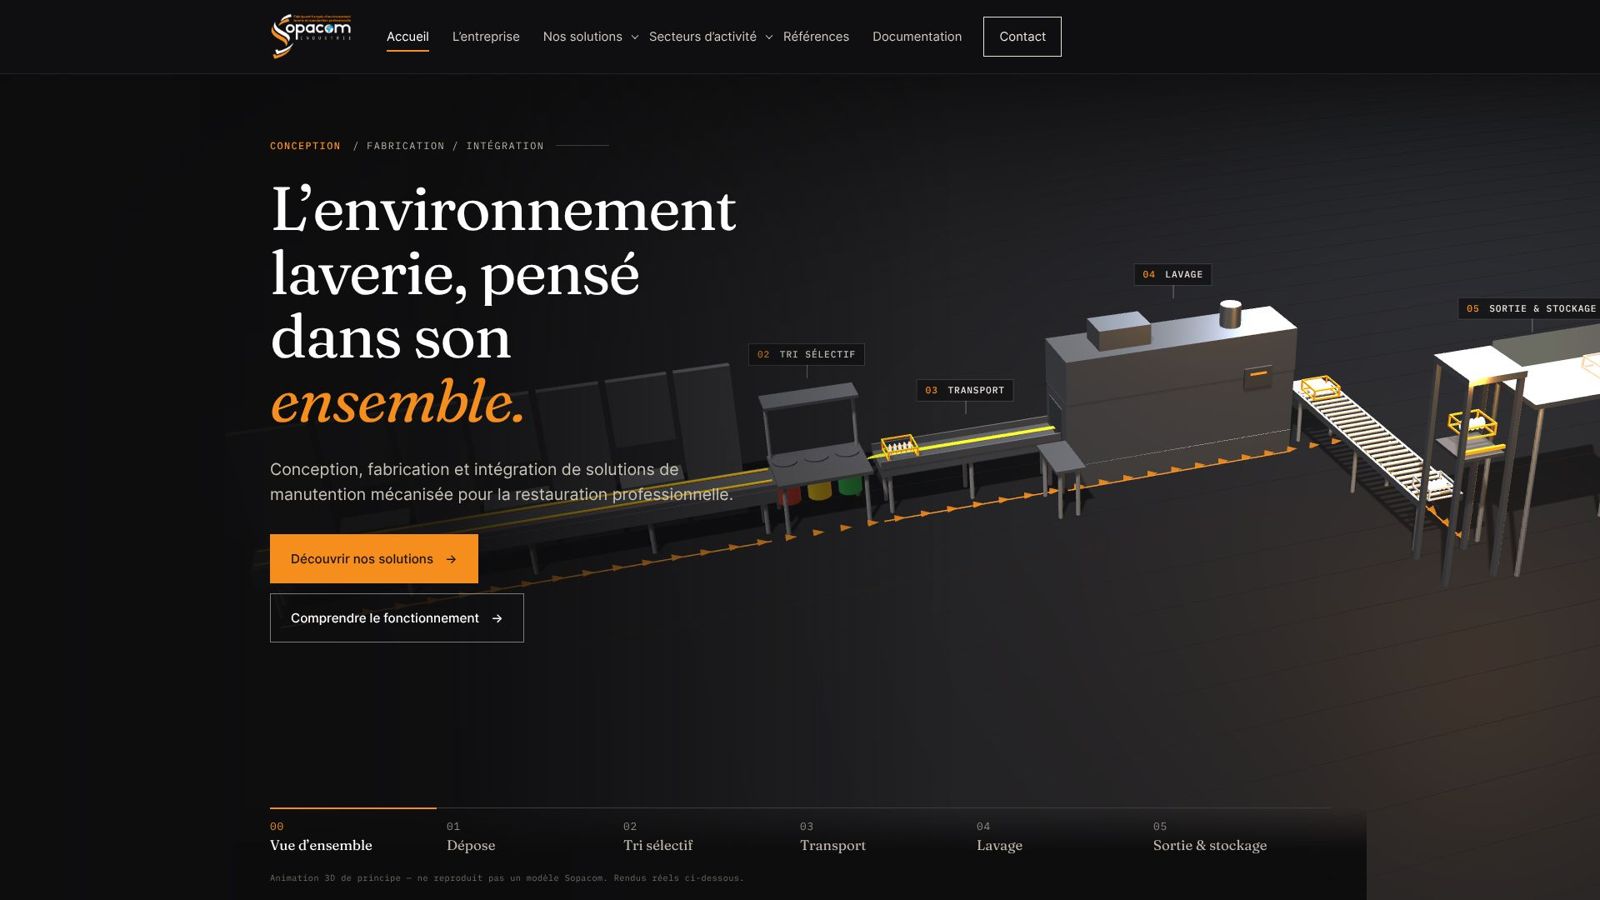 Sopacom
INDUSTRIE
Accueil
L’entreprise
Nos solutions
Secteurs d’activité
Références
Documentation
Contact
CONCEPTION / FABRICATION / INTÉGRATION
L’environnement
laverie, pensé
dans son
ensemble.
Conception, fabrication et intégration de solutions de
manutention mécanisée pour la restauration professionnelle.
Découvrir nos solutions →
Comprendre le fonctionnement →
02 TRI SÉLECTIF
03 TRANSPORT
04 LAVAGE
05 SORTIE & STOCKAGE
00
Vue d’ensemble
01
Dépose
02
Tri sélectif
03
Transport
04
Lavage
05
Sortie & stockage
Animation 3D de principe — ne reproduit pas un modèle Sopacom. Rendus réels ci-dessous.